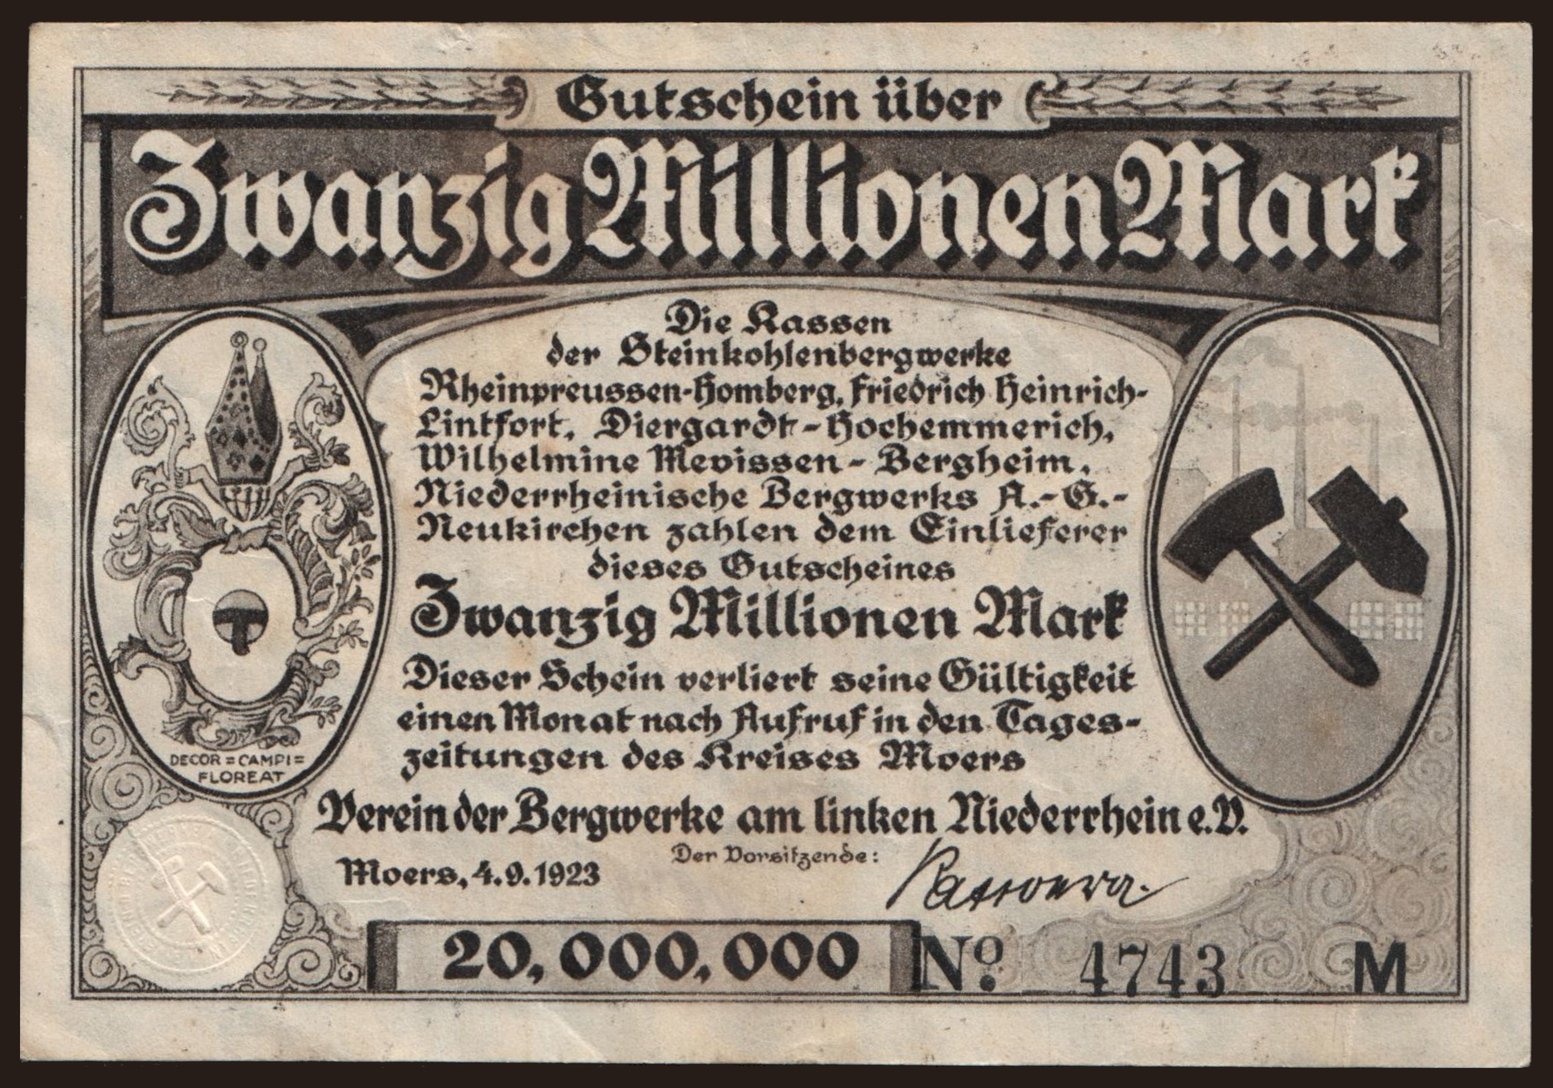 Gutschein über
Zwanzig Millionen Mark
Die Kassen
der Steinkohlenbergwerke
Rheinpreussen-Homberg, Friedrich Heinrich-
Lintfort, Diergardt-Hochemmerich,
Wilhelmine Mevissen-Bergheim,
Niederrheinische Bergwerks A.-G.-
Neukirchen zahlen dem Einlieferer
dieses Gutscheines
Zwanzig Millionen Mark
Dieser Schein verliert seine Gültigkeit
einen Monat nach Aufruf in den Tages-
zeitungen des Kreises Moers
DECOR=CAMPI=
FLOREAT
Verein der Bergwerke am linken Niederrhein e.V.
Moers, 4.9.1923
Der Vorsitzende:
20,000,000
No. 4743 M